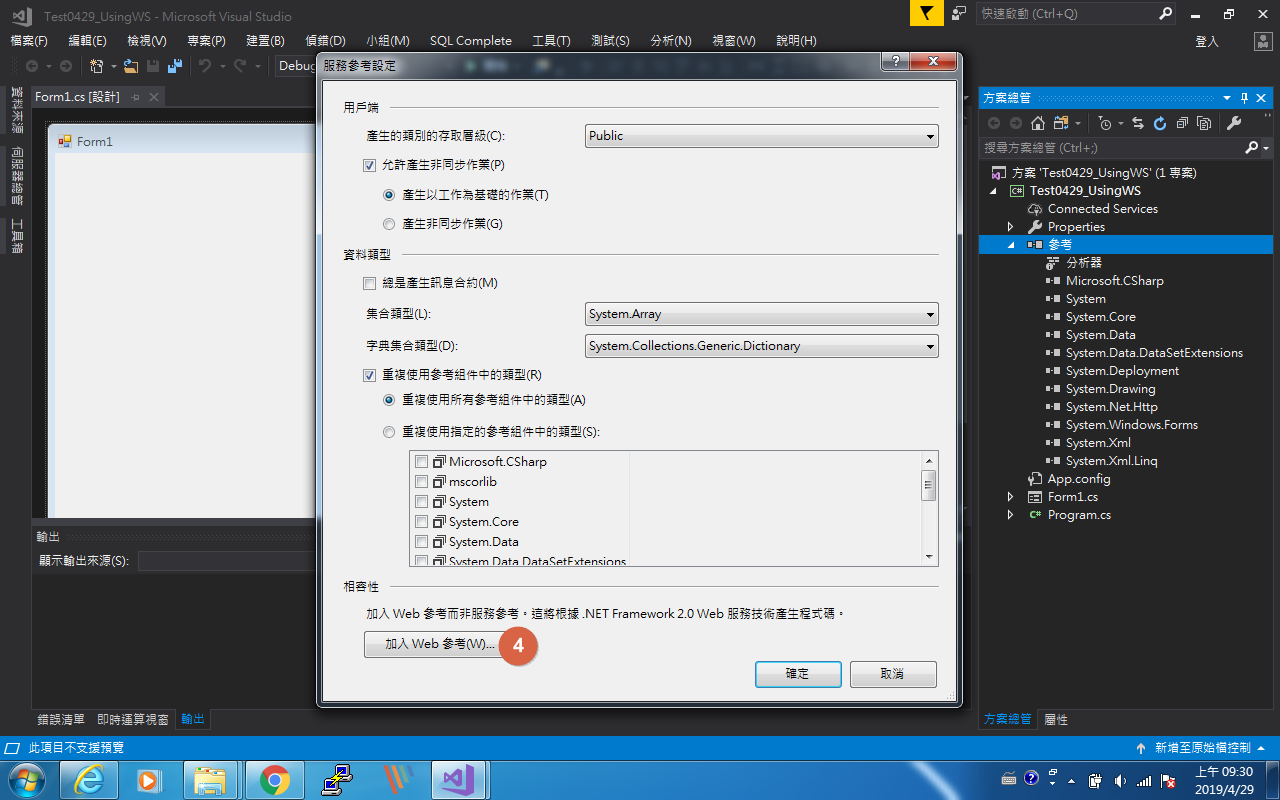 Test0429_UsingWS - Microsoft Visual Studio
快速啟動 (Ctrl+Q)
檔案(F) 編輯(E) 檢視(V) 專案(P) 建置(B) 偵錯(D) 小組(M) SQL Complete 工具(T) 測試(S) 分析(N) 視窗(W) 說明(H)
登入
Debug
資料來源
伺服器總管
工具箱
Form1.cs [設計]
Form1
服務參考設定
用戶端
產生的類別的存取層級(C):
Public
允許產生非同步作業(P)
產生以工作為基礎的作業(T)
產生非同步作業(G)
資料類型
總是產生訊息合約(M)
集合類型(L):
System.Array
字典集合類型(D):
System.Collections.Generic.Dictionary
重複使用參考組件中的類型(R)
重複使用所有參考組件中的類型(A)
重複使用指定的參考組件中的類型(S):
Microsoft.CSharp
mscorlib
System
System.Core
System.Data
System.Data.DataSetExtensions
相容性
加入 Web 參考而非服務參考。這將根據 .NET Framework 2.0 Web 服務技術產生程式碼。
加入 Web 參考(W)...
4
確定
取消
方案總管
搜尋方案總管 (Ctrl+;)
方案 'Test0429_UsingWS' (1 專案)
C# Test0429_UsingWS
Connected Services
Properties
參考
分析器
Microsoft.CSharp
System
System.Core
System.Data
System.Data.DataSetExtensions
System.Deployment
System.Drawing
System.Net.Http
System.Windows.Forms
System.Xml
System.Xml.Linq
App.config
Form1.cs
C# Program.cs
方案總管 屬性
輸出
顯示輸出來源(S):
錯誤清單 即時運算視窗 輸出
此項目不支援預覽
新增至原始檔控制
上午 09:30
2019/4/29